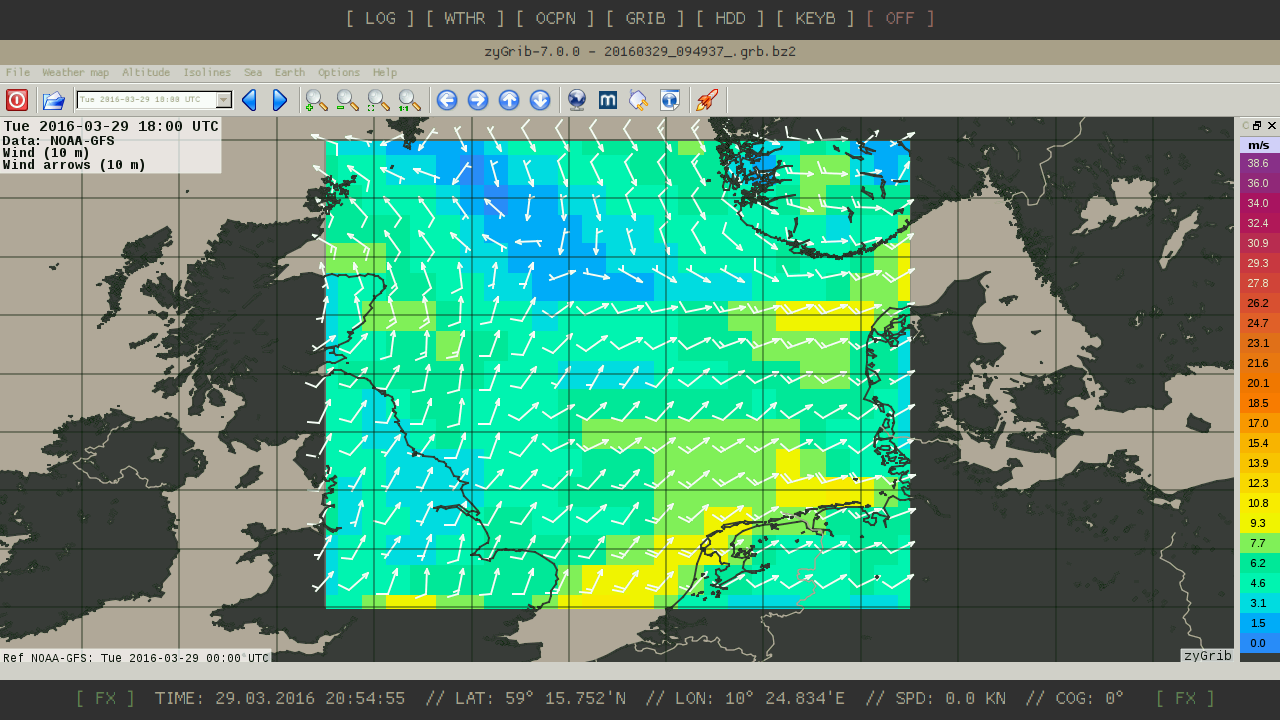 [ LOG ] [ WTHR ] [ OCPN ] [ GRIB ] [ HDD ] [ KEYB ] [ OFF ]
zyGrib-7.0.0 - 20160329_094937_.grb.bz2
File Weather map Altitude Isolines Sea Earth Options Help
Tue 2016-03-29 18:00 UTC
1:1
m
Tue 2016-03-29 18:00 UTC
Data: NOAA-GFS
Wind (10 m)
Wind arrows (10 m)
m/s
38.6
36.0
34.0
32.4
30.9
29.3
27.8
26.2
24.7
23.1
21.6
20.1
18.5
17.0
15.4
13.9
12.3
10.8
9.3
7.7
6.2
4.6
3.1
1.5
0.0
Ref NOAA-GFS: Tue 2016-03-29 00:00 UTC
zyGrib
[ FX ] TIME: 29.03.2016 20:54:55 // LAT: 59° 15.752'N // LON: 10° 24.834'E // SPD: 0.0 KN // COG: 0° [ FX ]